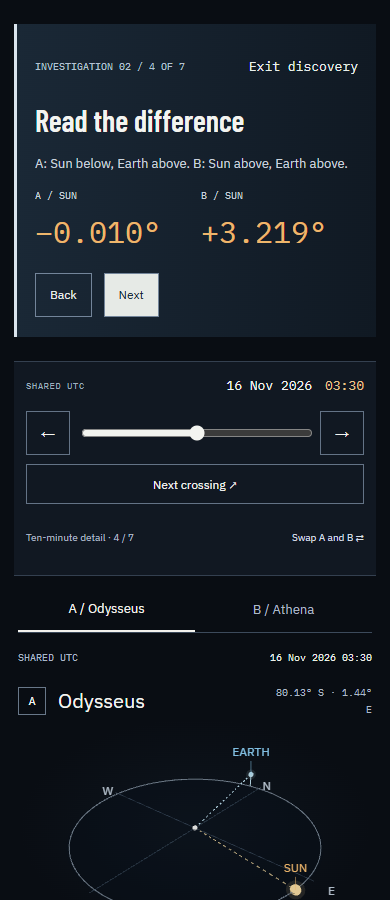 INVESTIGATION 02 / 4 OF 7
Exit discovery
Read the difference
A: Sun below, Earth above. B: Sun above, Earth above.
A / SUN
B / SUN
−0.010°
+3.219°
Back
Next
SHARED UTC
16 Nov 2026 03:30
←
→
Next crossing ↗
Ten-minute detail · 4 / 7
Swap A and B ⇄
A / Odysseus
B / Athena
SHARED UTC
16 Nov 2026 03:30
A
Odysseus
80.13° S · 1.44°
E
EARTH
N
W
SUN
E